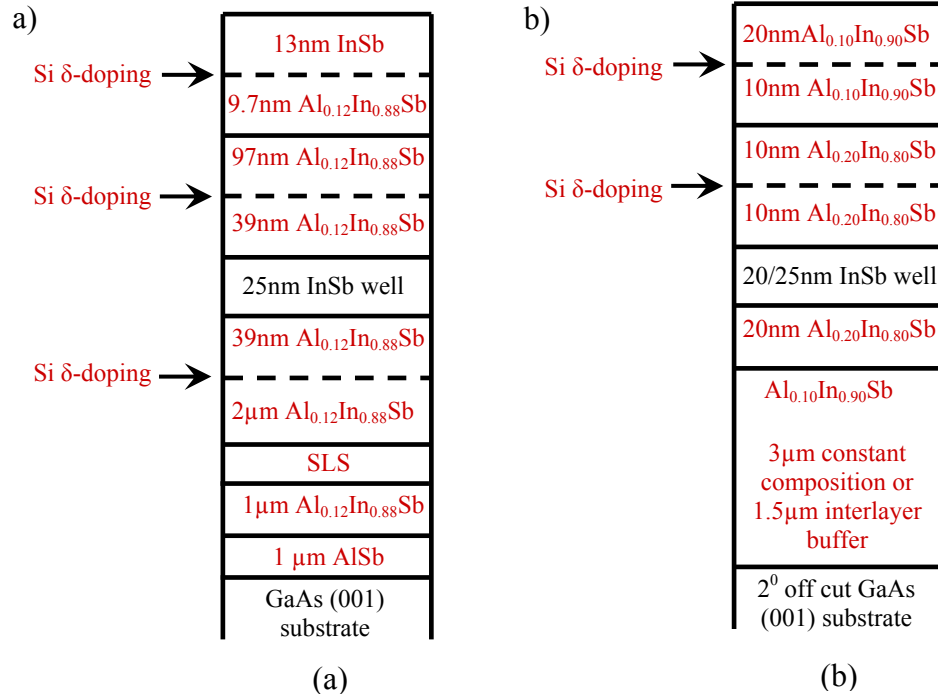 a)
13nm InSb
Si δ-doping
9.7nm Al₀.₁₂In₀.₈₈Sb
97nm Al₀.₁₂In₀.₈₈Sb
Si δ-doping
39nm Al₀.₁₂In₀.₈₈Sb
25nm InSb well
39nm Al₀.₁₂In₀.₈₈Sb
Si δ-doping
2µm Al₀.₁₂In₀.₈₈Sb
SLS
1µm Al₀.₁₂In₀.₈₈Sb
1 µm AlSb
GaAs (001)
substrate
(a)
b)
20nmAl₀.₁₀In₀.₉₀Sb
Si δ-doping
10nm Al₀.₁₀In₀.₉₀Sb
10nm Al₀.₂₀In₀.₈₀Sb
Si δ-doping
10nm Al₀.₂₀In₀.₈₀Sb
20/25nm InSb well
20nm Al₀.₂₀In₀.₈₀Sb
Al₀.₁₀In₀.₉₀Sb
3µm constant
composition or
1.5µm interlayer
buffer
2⁰ off cut GaAs
(001) substrate
(b)